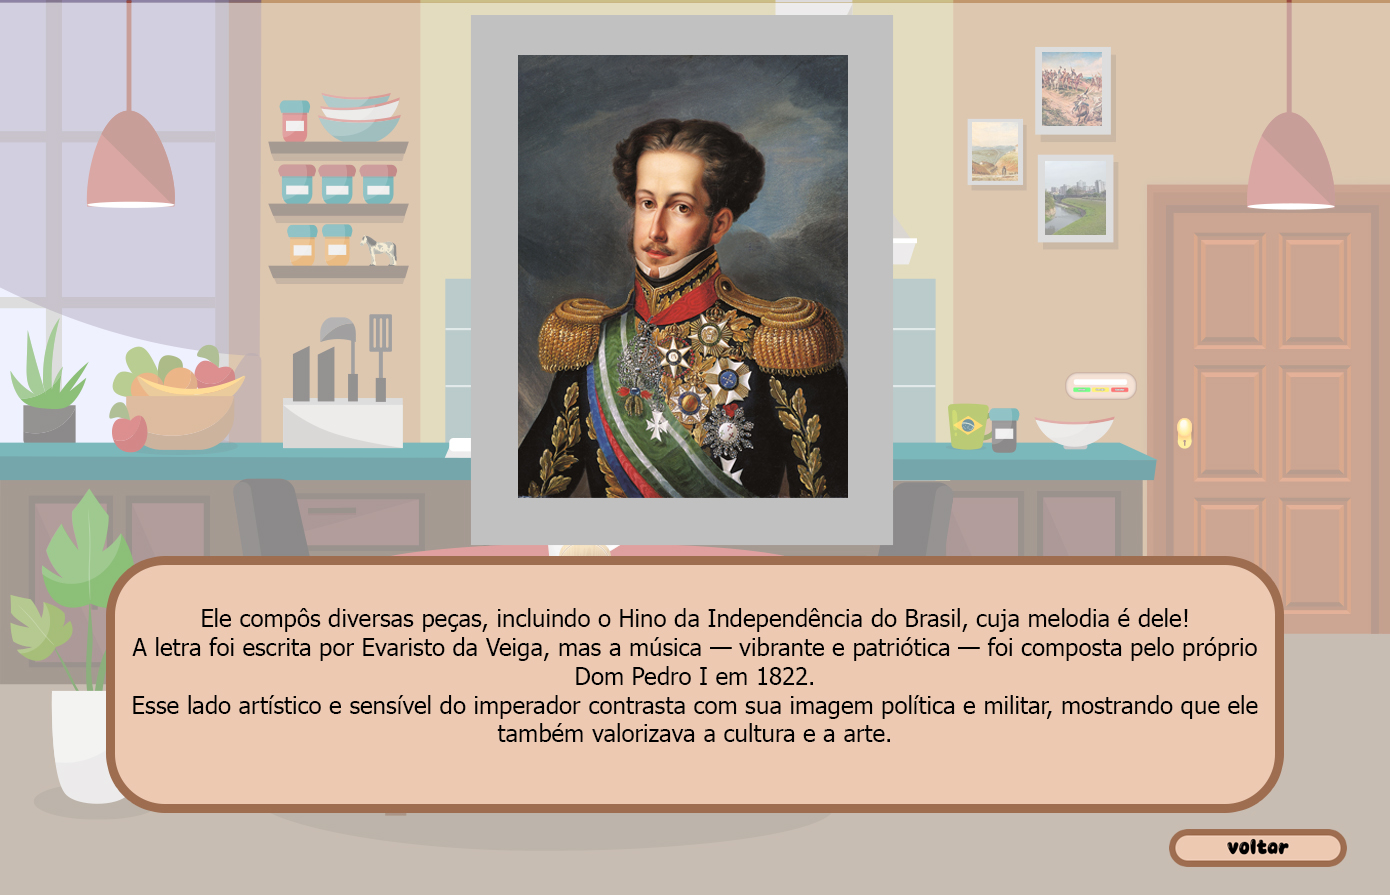 Ele compôs diversas peças, incluindo o Hino da Independência do Brasil, cuja melodia é dele!
A letra foi escrita por Evaristo da Veiga, mas a música — vibrante e patriótica — foi composta pelo próprio
Dom Pedro I em 1822.
Esse lado artístico e sensível do imperador contrasta com sua imagem política e militar, mostrando que ele
também valorizava a cultura e a arte.
voltar